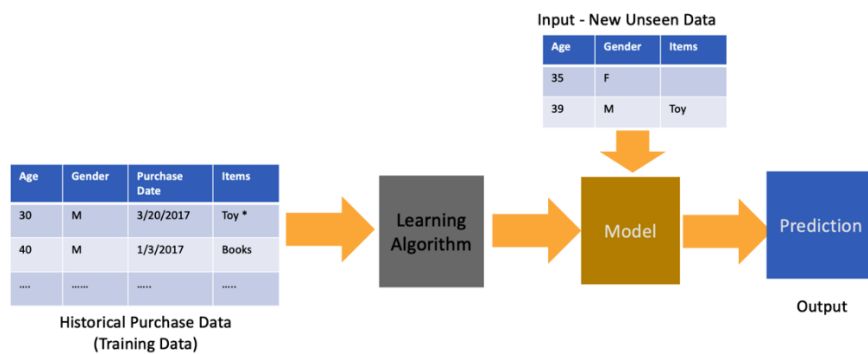 Input - New Unseen Data
Age Gender Items
35 F
39 M Toy
Age Gender Purchase Date Items
30 M 3/20/2017 Toy *
40 M 1/3/2017 Books
.... ...... ..... .....
Historical Purchase Data
(Training Data)
Learning
Algorithm
Model
Prediction
Output